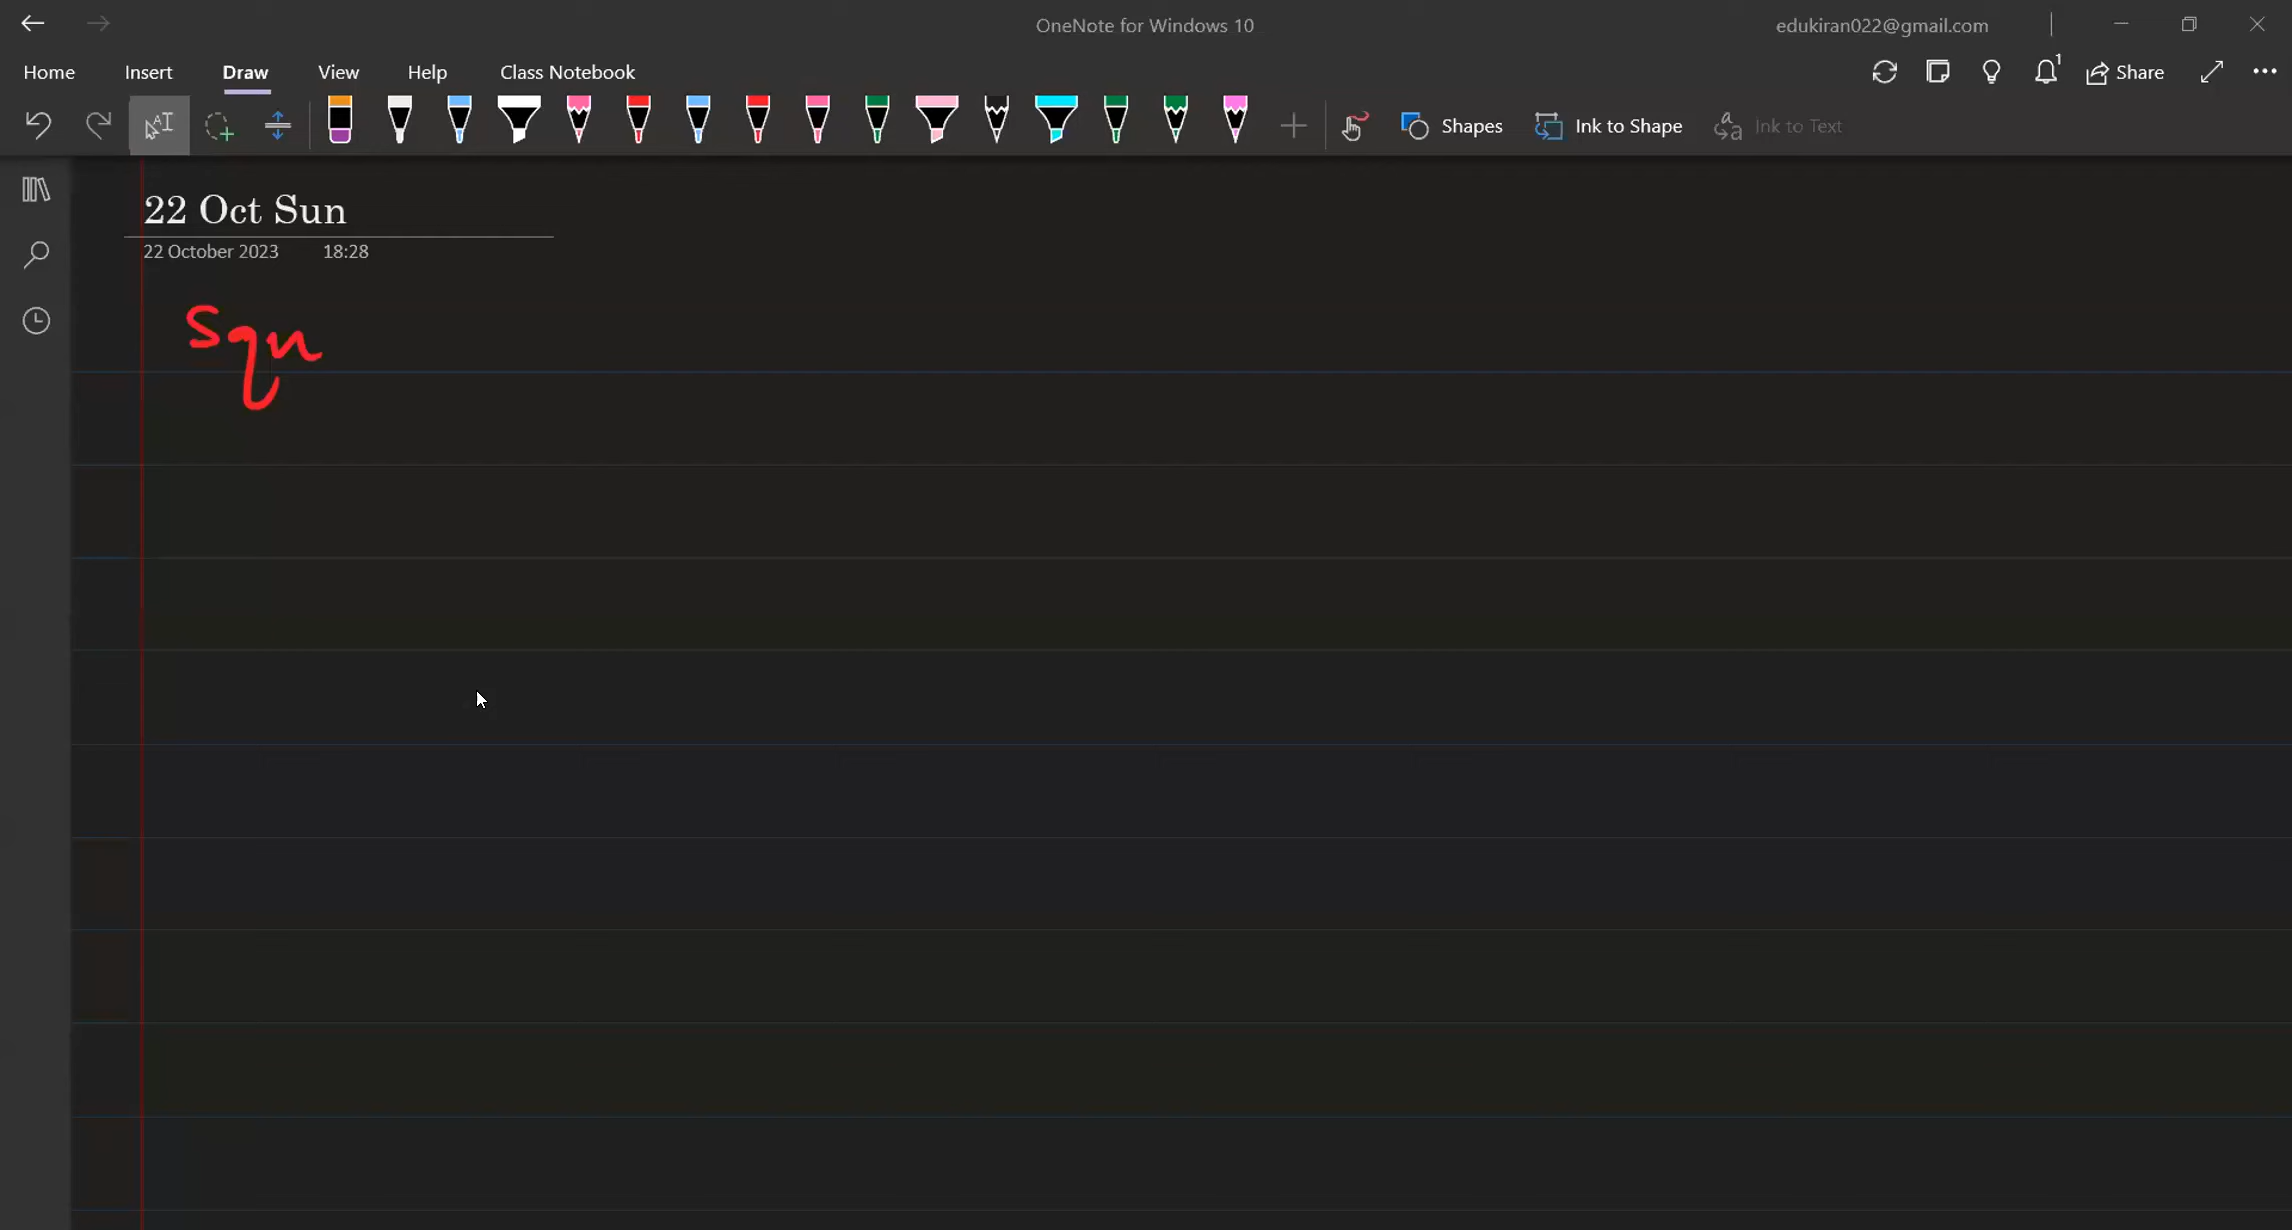 OneNote for Windows 10 edukiran022@gmail.com
Home Insert Draw View Help Class Notebook Share
Shapes Ink to Shape Ink to Text
22 Oct Sun
22 October 2023 18:28
Sqn